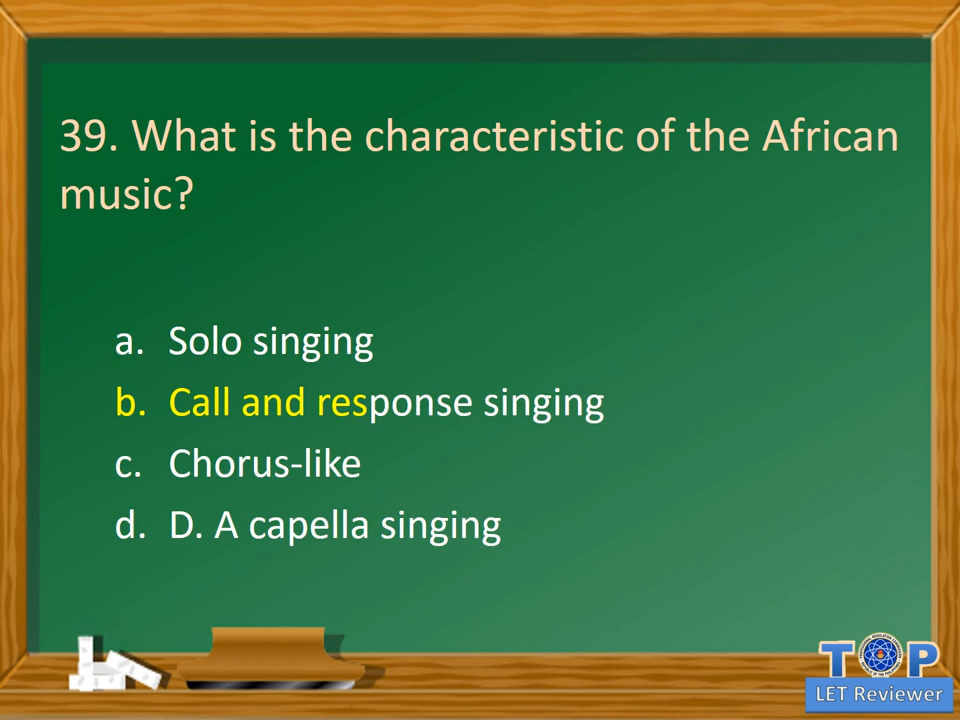 39. What is the characteristic of the African
music?
a. Solo singing
b. Call and response singing
c. Chorus-like
d. D. A capella singing
TOP
LET Reviewer